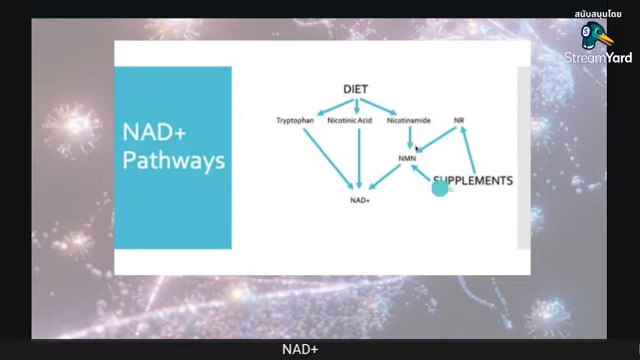 สนับสนุนโดย
StreamYard
NAD+
Pathways
DIET
Tryptophan Nicotinic Acid Nicotinamide NR
NMN
SUPPLEMENTS
NAD+
NAD+